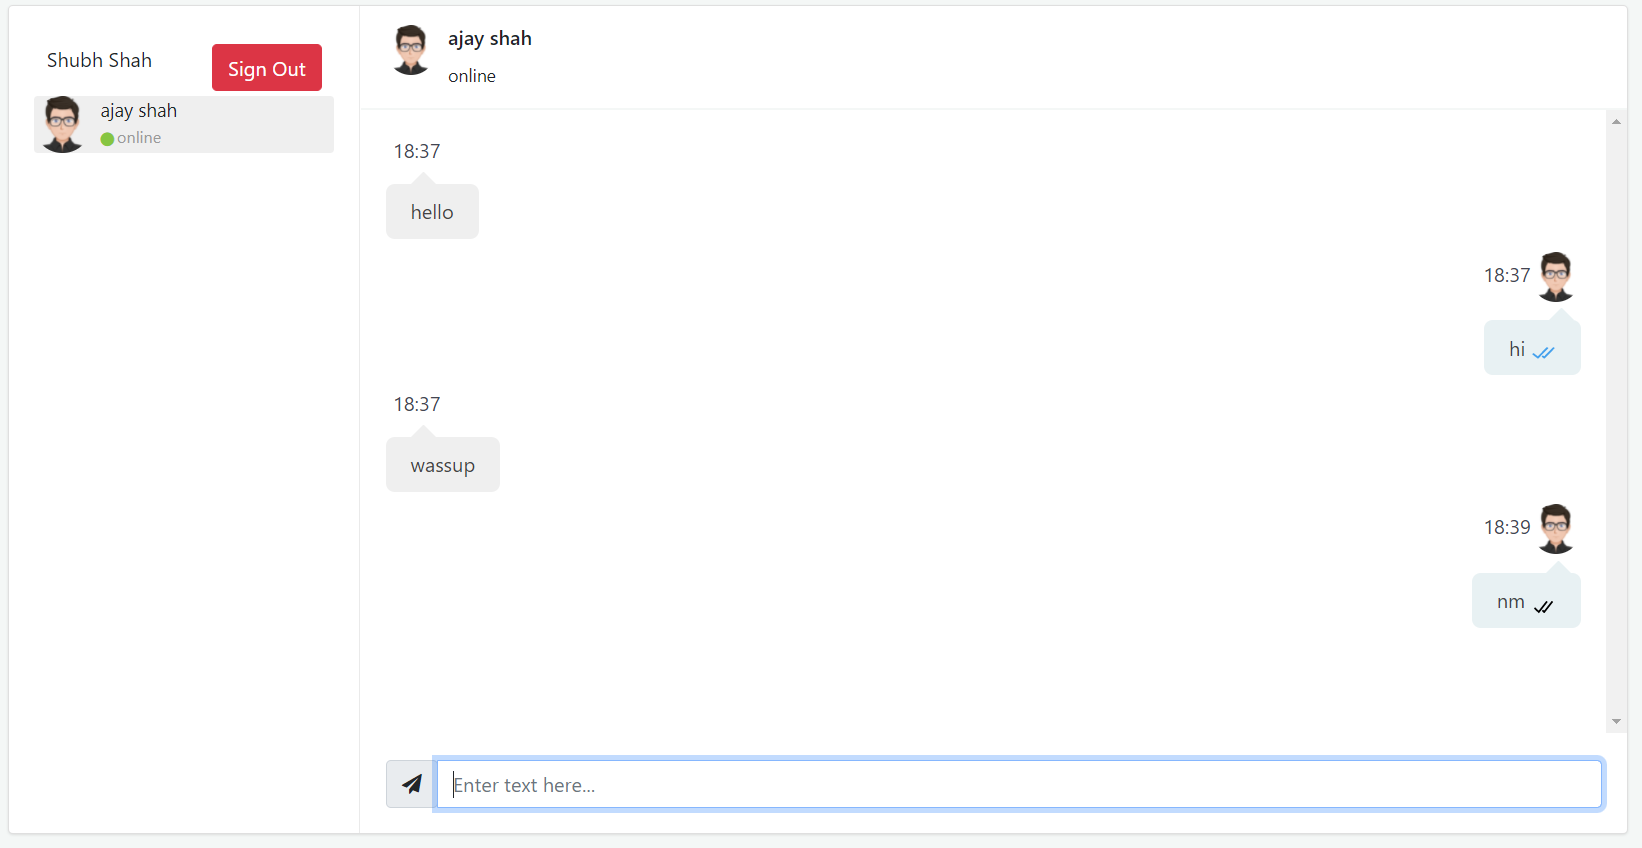 Shubh Shah
Sign Out
ajay shah
online
ajay shah
online
18:37
hello
18:37
hi
18:37
wassup
18:39
nm
Enter text here...